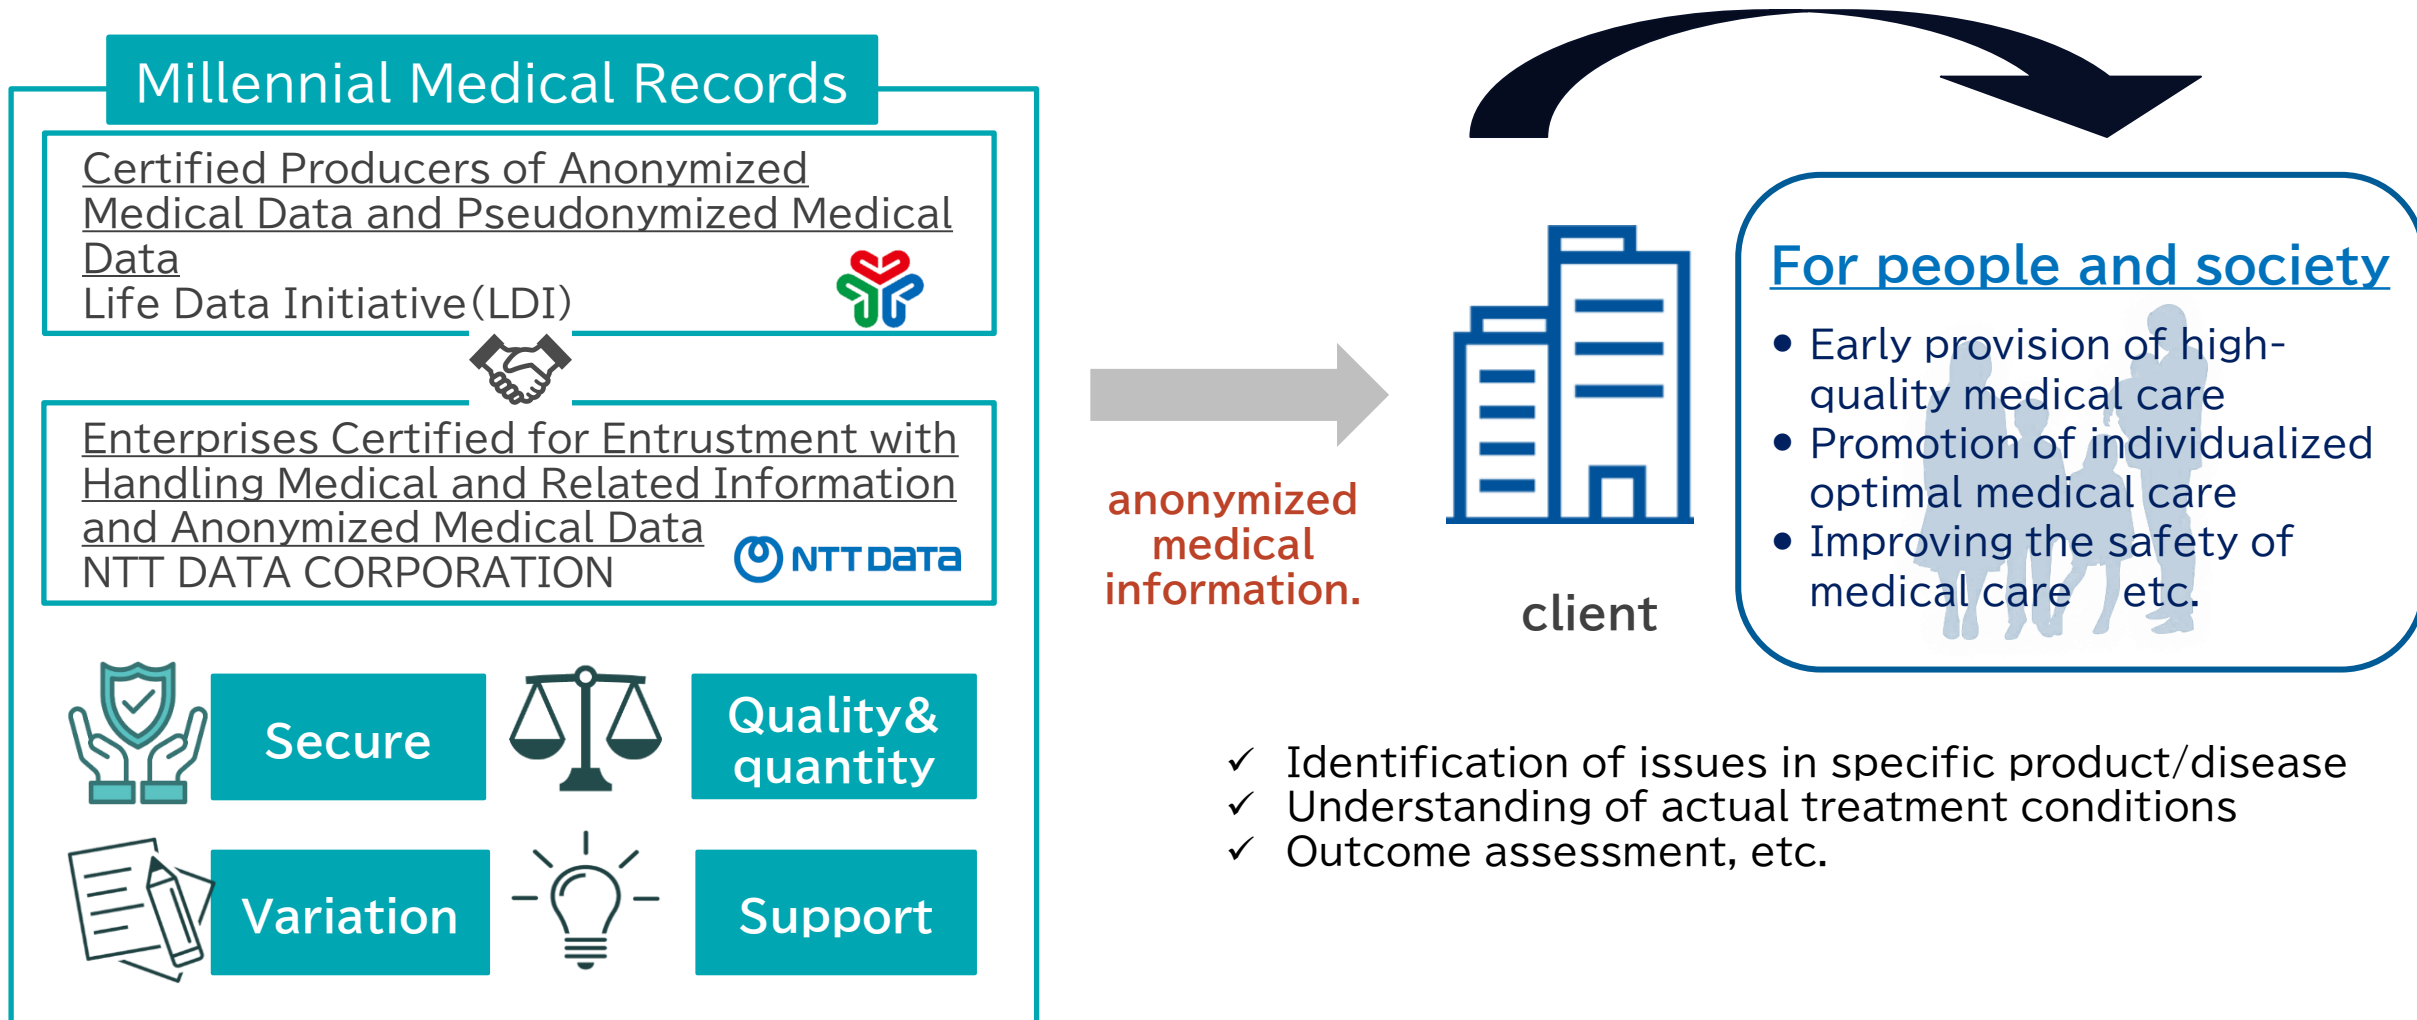 Millennial Medical Records
Certified Producers of Anonymized
Medical Data and Pseudonymized Medical
Data
Life Data Initiative(LDI)
Enterprises Certified for Entrustment with
Handling Medical and Related Information
and Anonymized Medical Data
NTT DATA CORPORATION
NTT DATA
Secure
Quality&
quantity
Variation
Support
anonymized
medical
information.
client
For people and society
• Early provision of high-
quality medical care
• Promotion of individualized
optimal medical care
• Improving the safety of
medical care etc.
✓ Identification of issues in specific product/disease
✓ Understanding of actual treatment conditions
✓ Outcome assessment, etc.